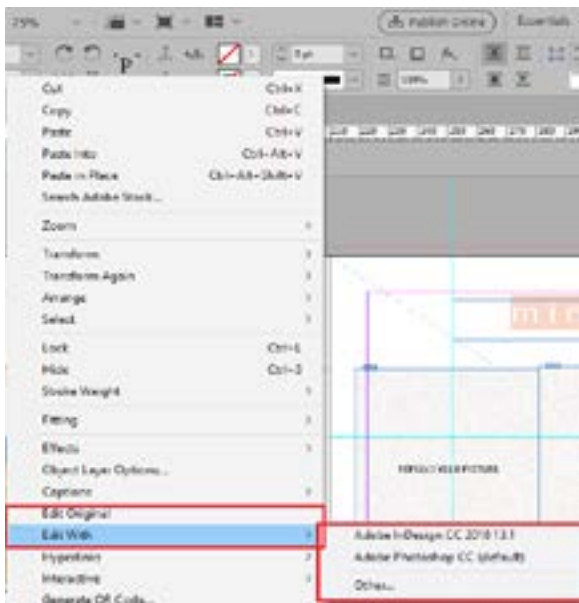 75%
Publish Online
Essentials
Cut Ctrl+X
Copy Ctrl+C
Paste Ctrl+V
Paste Into Ctrl+Alt+V
Paste in Place Ctrl+Alt+Shift+V
Search Adobe Stock...
Zoom
Transform
Transform Again
Arrange
Select
Lock Ctrl+L
Hide Ctrl+3
Stroke Weight
Fitting
Effects
Object Layer Options...
Captions
Edit Original
Edit With
Adobe InDesign CC 2018 13.1
Adobe Photoshop CC (default)
Other...
Hyperlinks
Interactive
Generate QR Code...